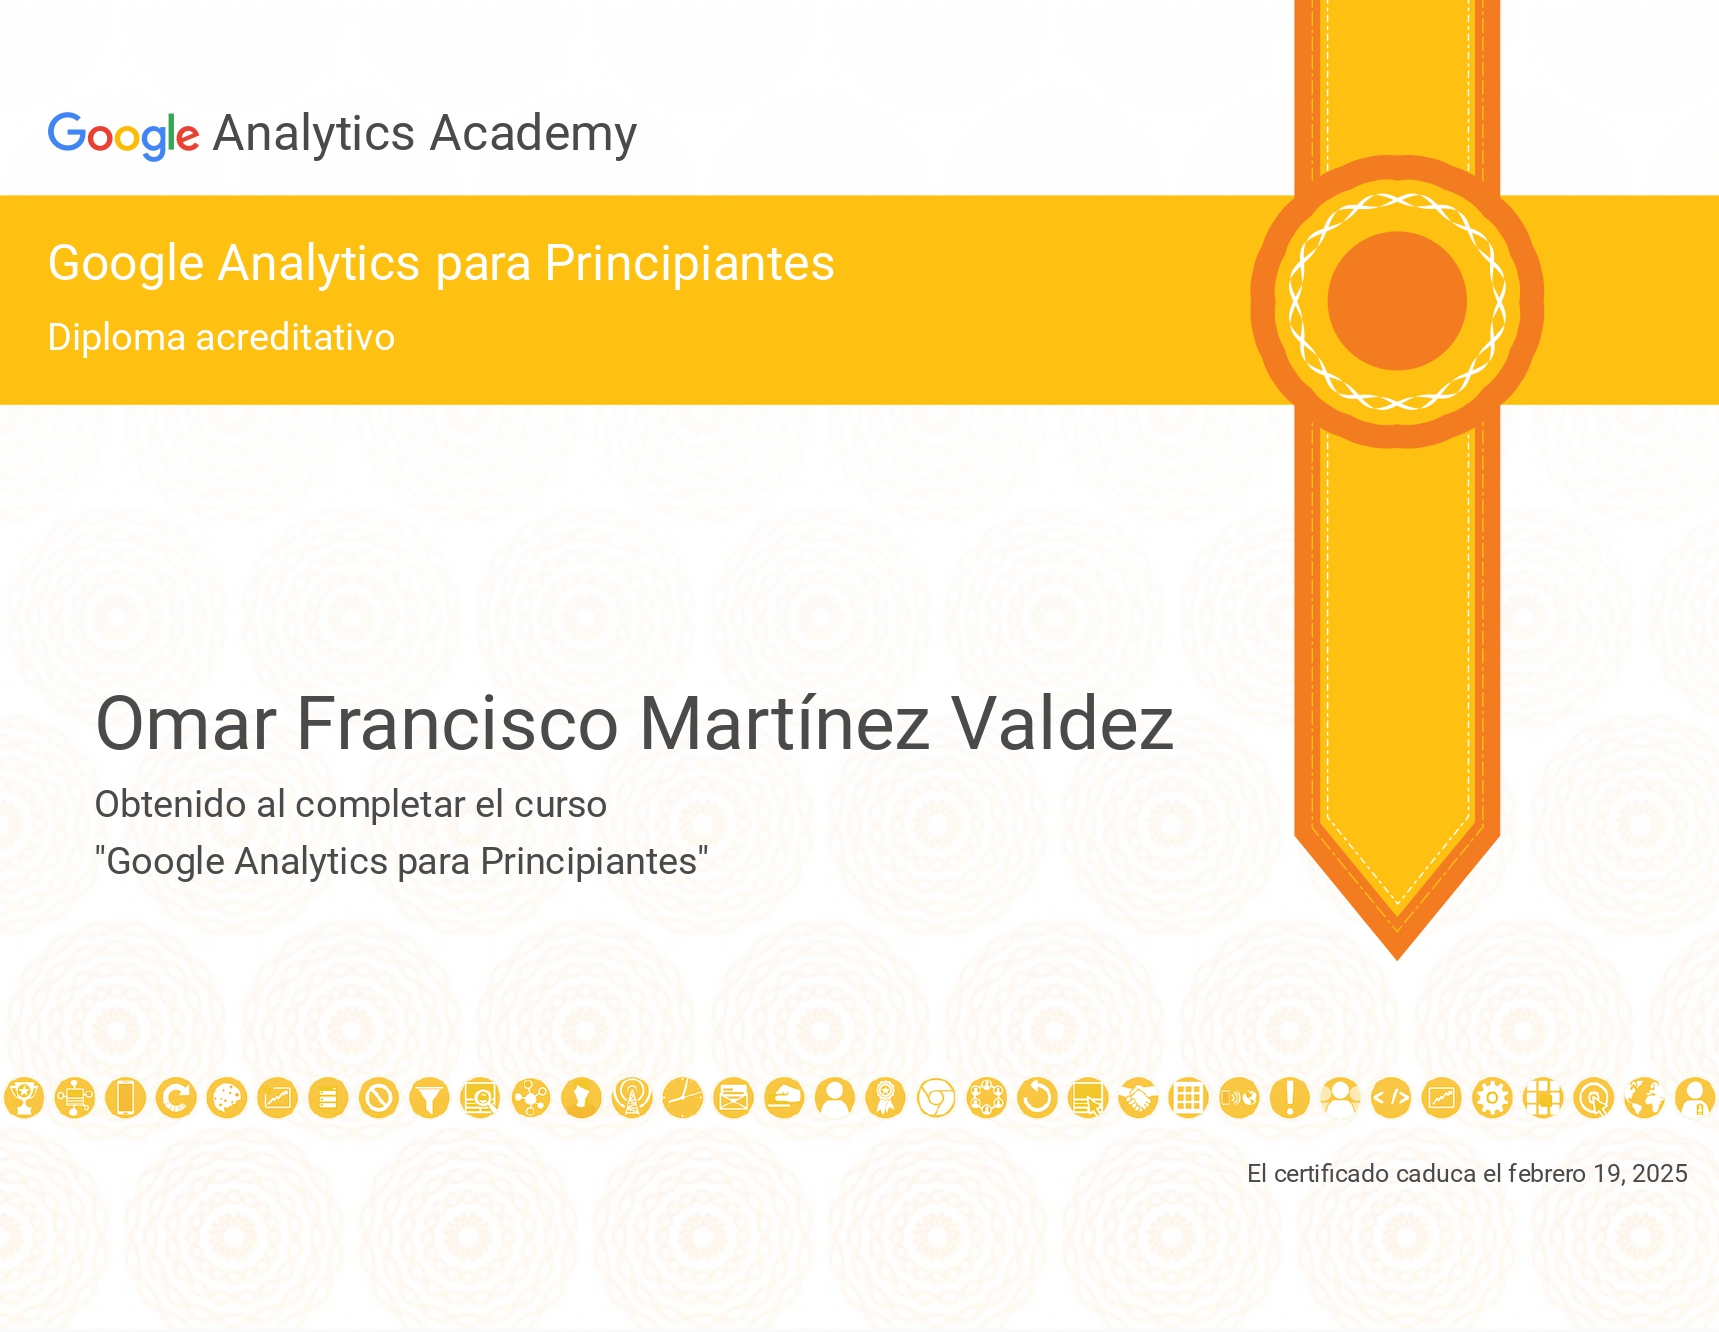 Google Analytics Academy
Google Analytics para Principiantes
Diploma acreditativo
Omar Francisco Martínez Valdez
Obtenido al completar el curso
"Google Analytics para Principiantes"
El certificado caduca el febrero 19, 2025